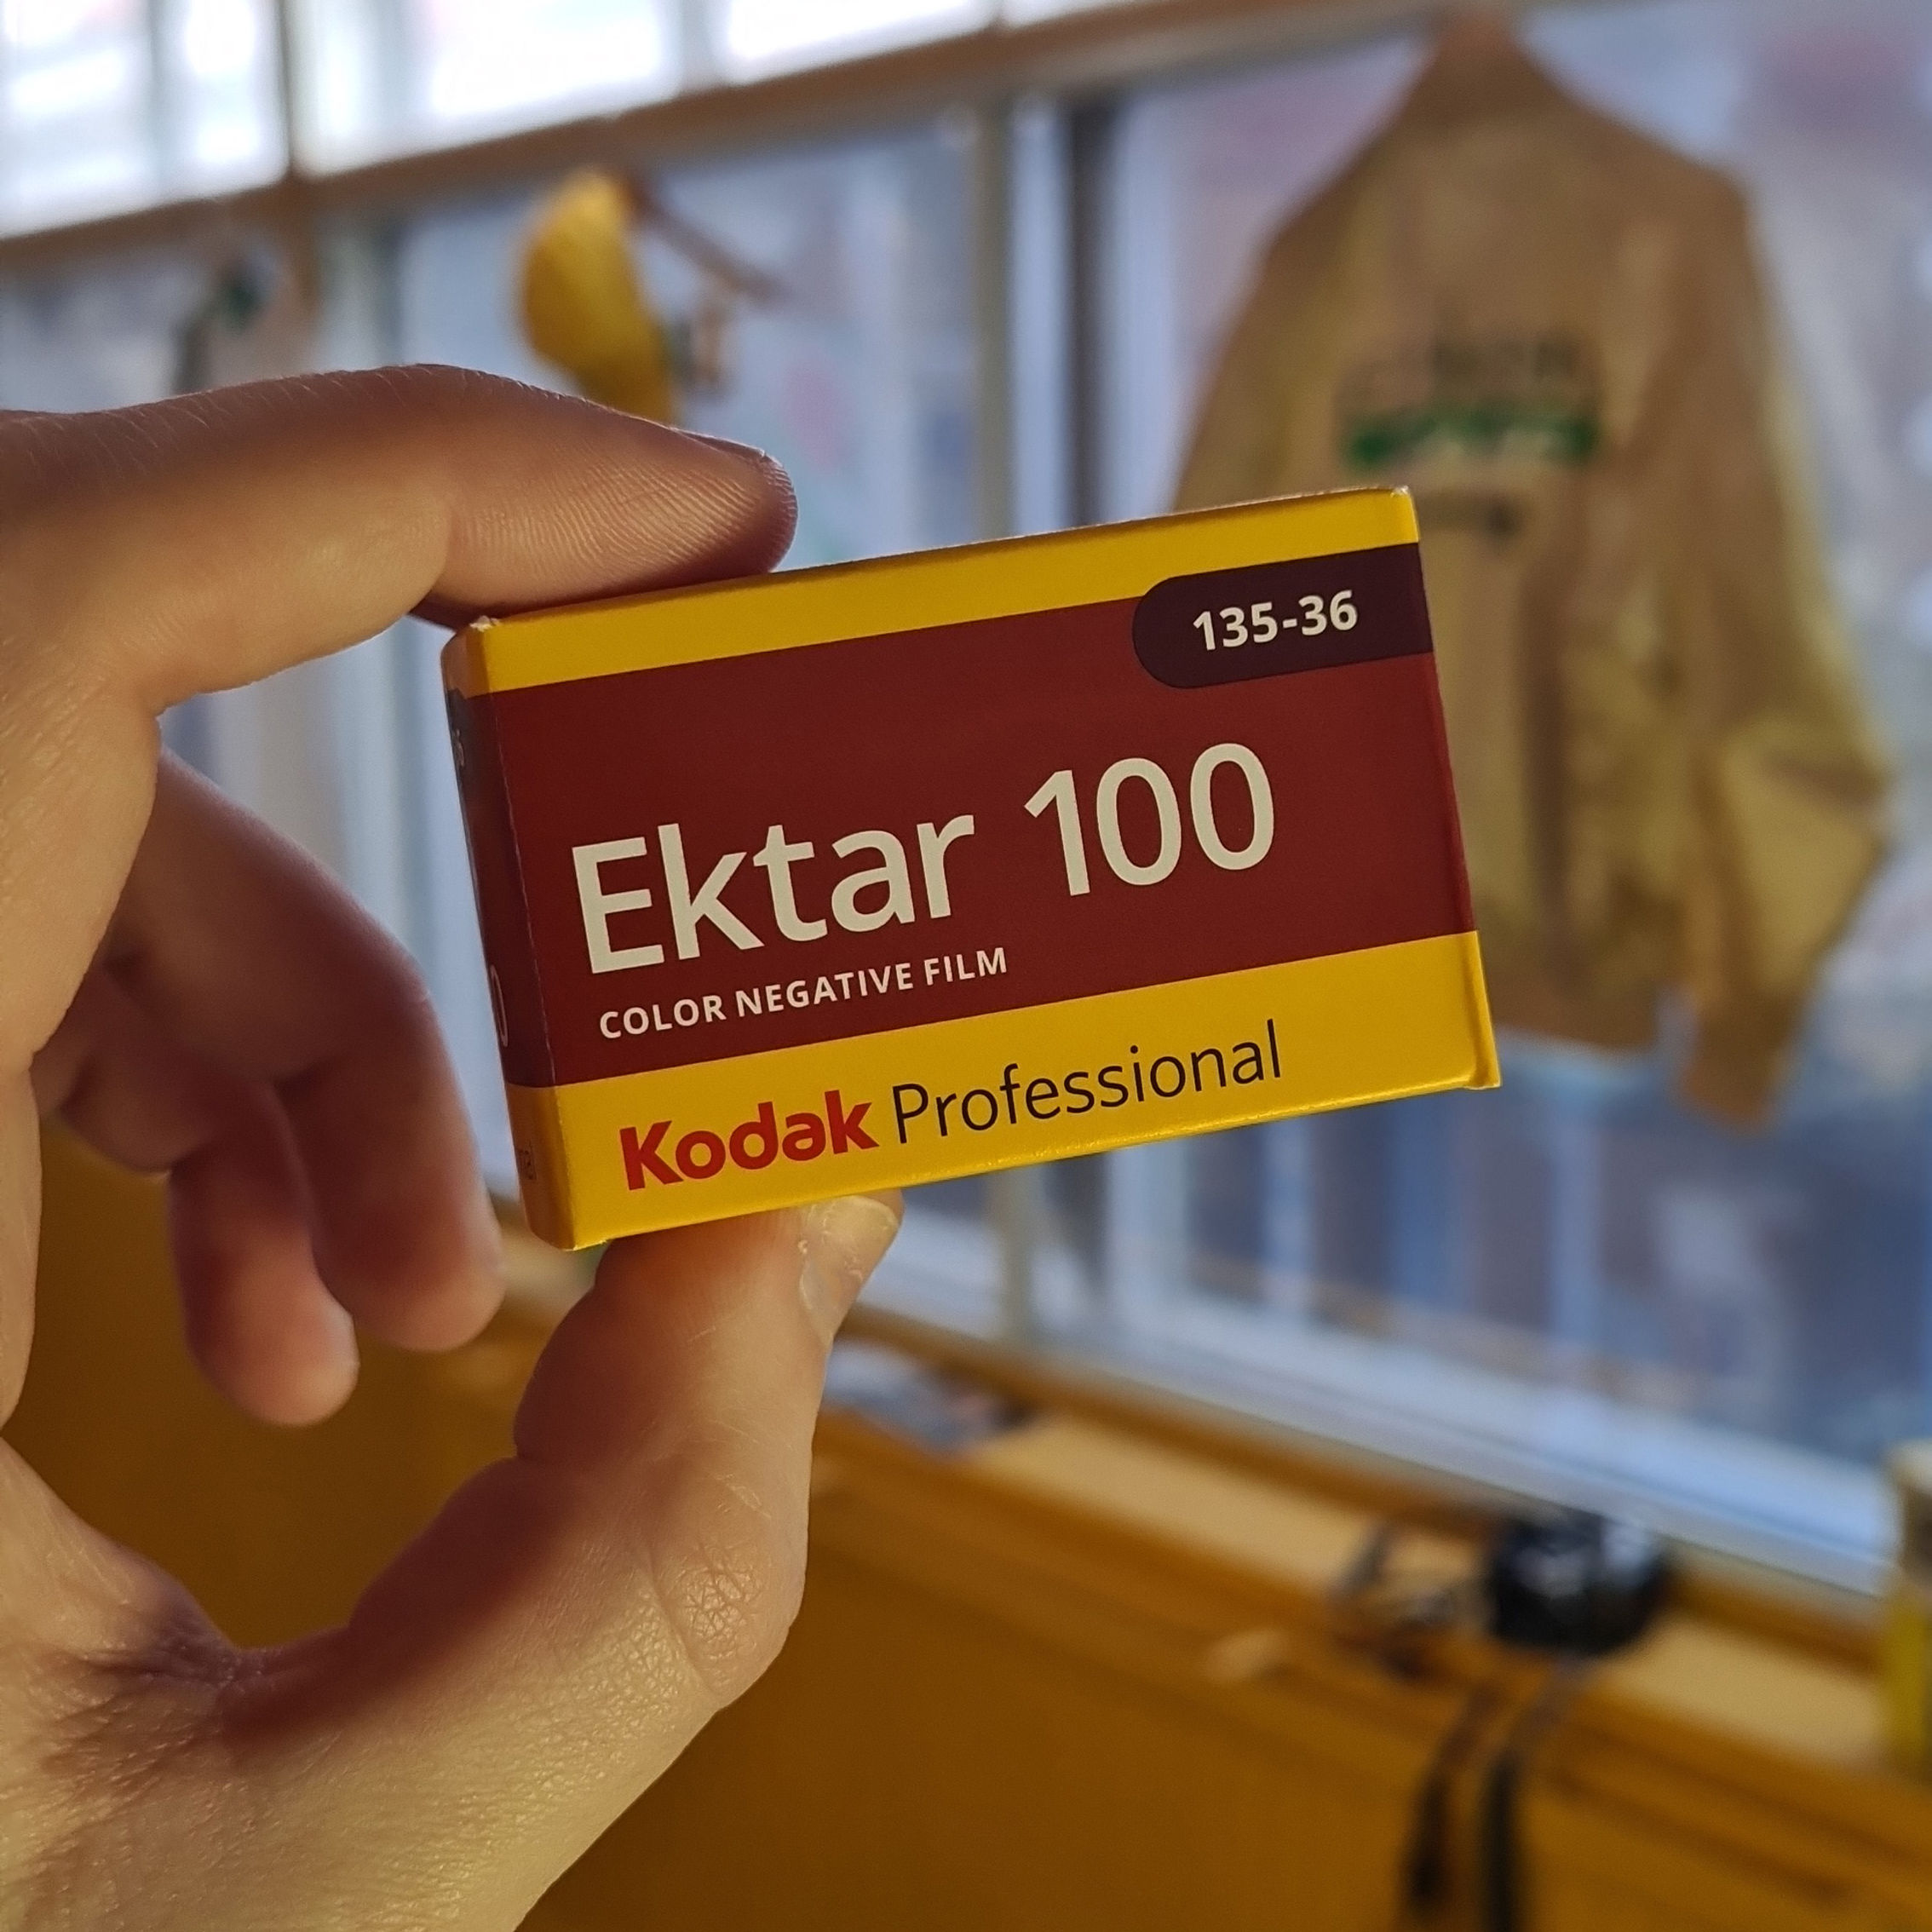 135-36
Ektar 100
COLOR NEGATIVE FILM
Kodak Professional